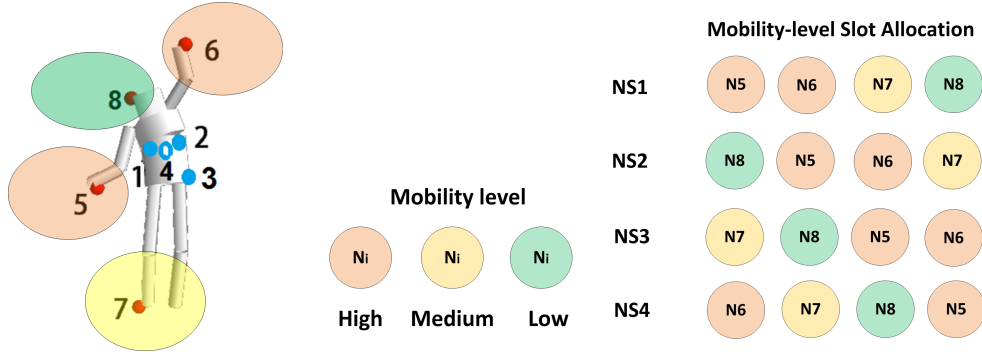 6
8
2
1
4
3
5
7
Mobility level
Ni Ni Ni
High Medium Low
Mobility-level Slot Allocation
NS1 N5 N6 N7 N8
NS2 N8 N5 N6 N7
NS3 N7 N8 N5 N6
NS4 N6 N7 N8 N5